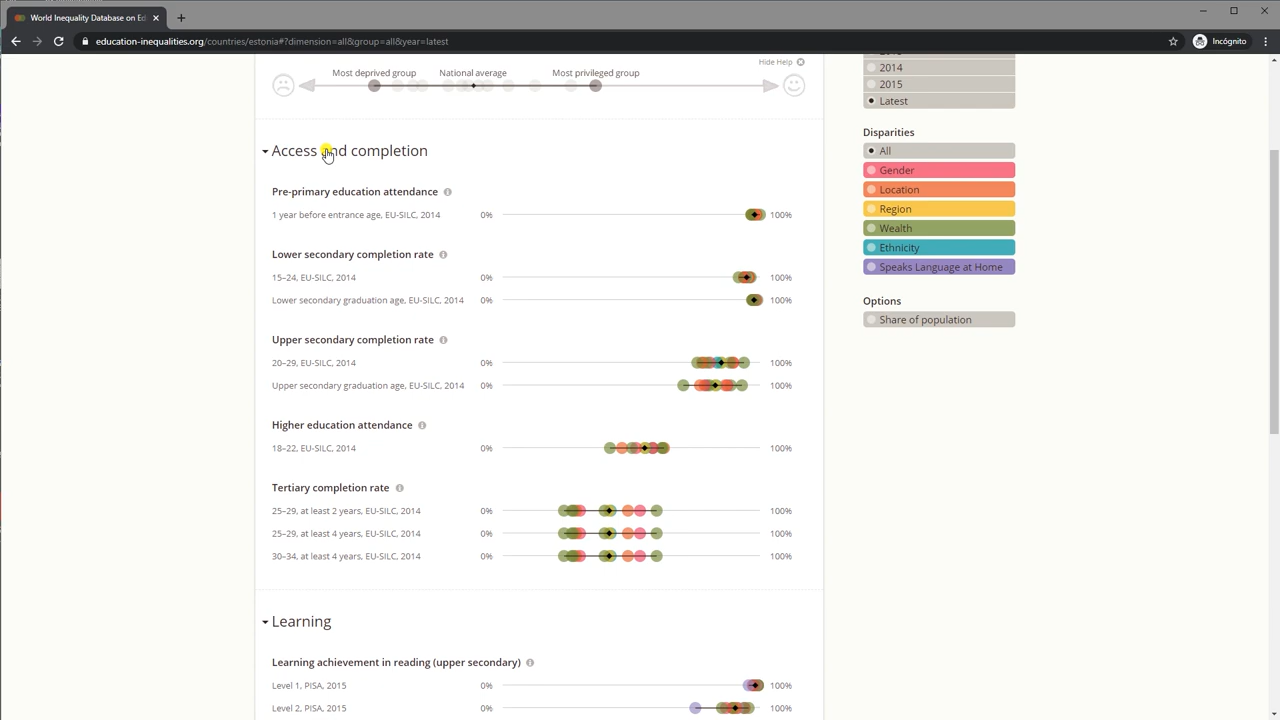 World Inequality Database on Ed
education-inequalities.org/countries/estonia#?dimension=all&group=all&year=latest
Incógnito
Hide Help
Most deprived group National average Most privileged group
2014
2015
Latest
Disparities
All
Gender
Location
Region
Wealth
Ethnicity
Speaks Language at Home
Options
Share of population
Access and completion
Pre-primary education attendance
1 year before entrance age, EU-SILC, 2014 0% 100%
Lower secondary completion rate
15–24, EU-SILC, 2014 0% 100%
Lower secondary graduation age, EU-SILC, 2014 0% 100%
Upper secondary completion rate
20–29, EU-SILC, 2014 0% 100%
Upper secondary graduation age, EU-SILC, 2014 0% 100%
Higher education attendance
18–22, EU-SILC, 2014 0% 100%
Tertiary completion rate
25–29, at least 2 years, EU-SILC, 2014 0% 100%
25–29, at least 4 years, EU-SILC, 2014 0% 100%
30–34, at least 4 years, EU-SILC, 2014 0% 100%
Learning
Learning achievement in reading (upper secondary)
Level 1, PISA, 2015 0% 100%
Level 2, PISA, 2015 0% 100%